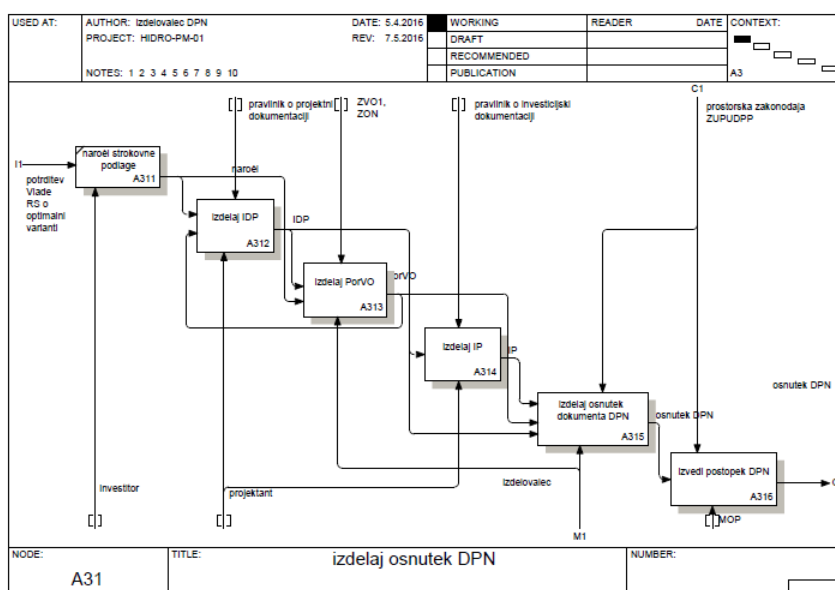 USED AT:
AUTHOR: Izdelovalec DPN
DATE: 5.4.2016
WORKING
READER
DATE
CONTEXT:
PROJECT: HIDRO-PM-01
REV: 7.5.2016
DRAFT
RECOMMENDED
NOTES: 1 2 3 4 5 6 7 8 9 10
PUBLICATION
A3
C1
pravilnik o projektni
dokumentaciji
ZVO1,
ZON
pravilnik o investicijski
dokumentaciji
prostorska zakonodaja
ZUPUDPP
I1
naroèi strokovne
podlage
A311
naroèi
potrditev
Vlade
RS o
optimalni
varianti
izdelaj IDP
A312
IDP
izdelaj PorVO
A313
PorVO
izdelaj IP
A314
IP
osnutek DPN
izdelaj osnutek
dokumenta DPN
A315
osnutek DPN
izvedi postopek DPN
A316
investitor
projektant
izdelovalec
MOP
M1
NODE:
TITLE:
NUMBER:
izdelaj osnutek DPN
A31